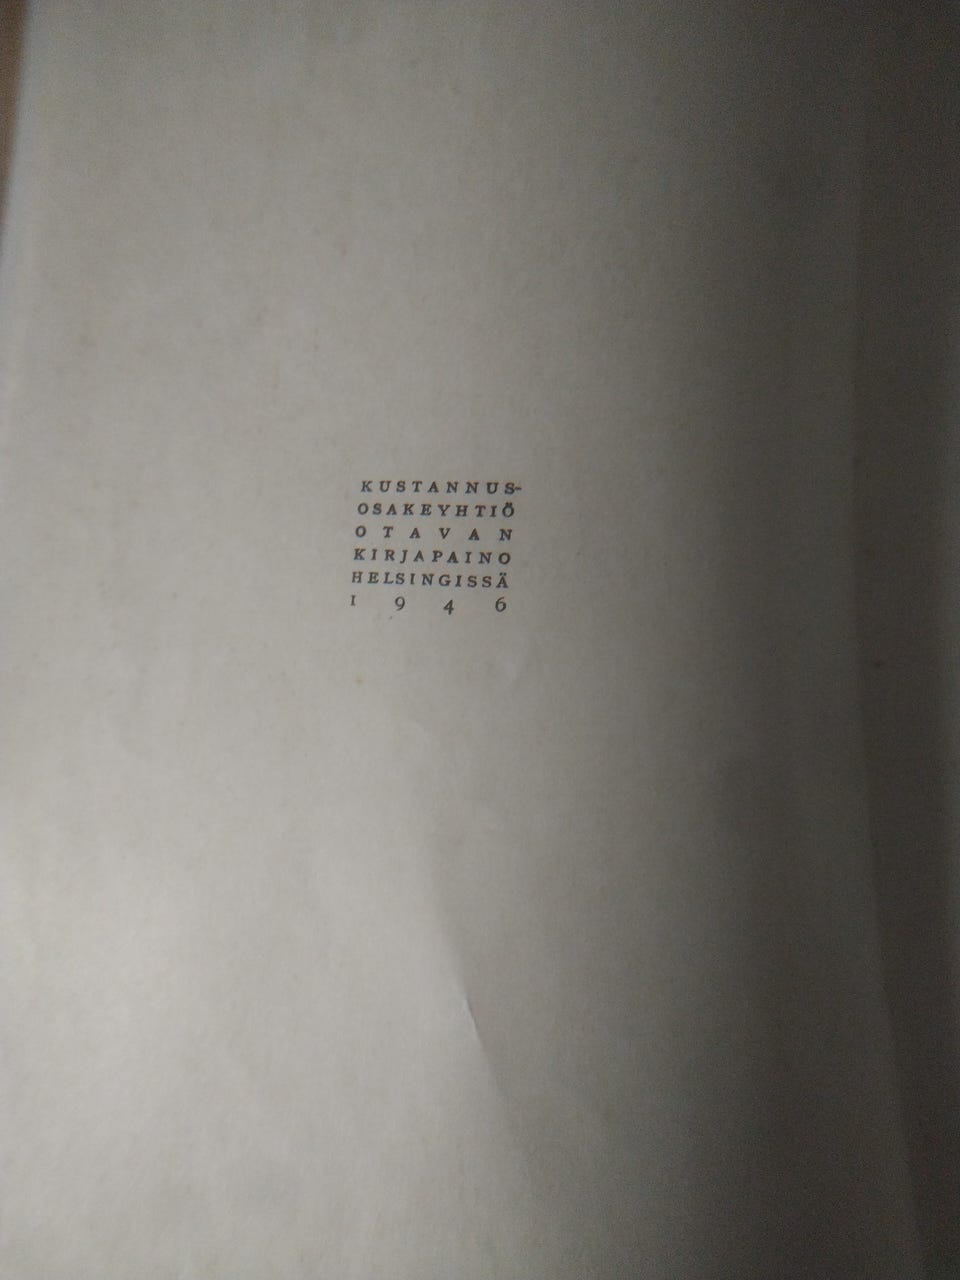 KUSTANNUS-
OSAKEYHTIÖ
OTAVAN
KIRJAPAINO
HELSINGISSÄ
1946